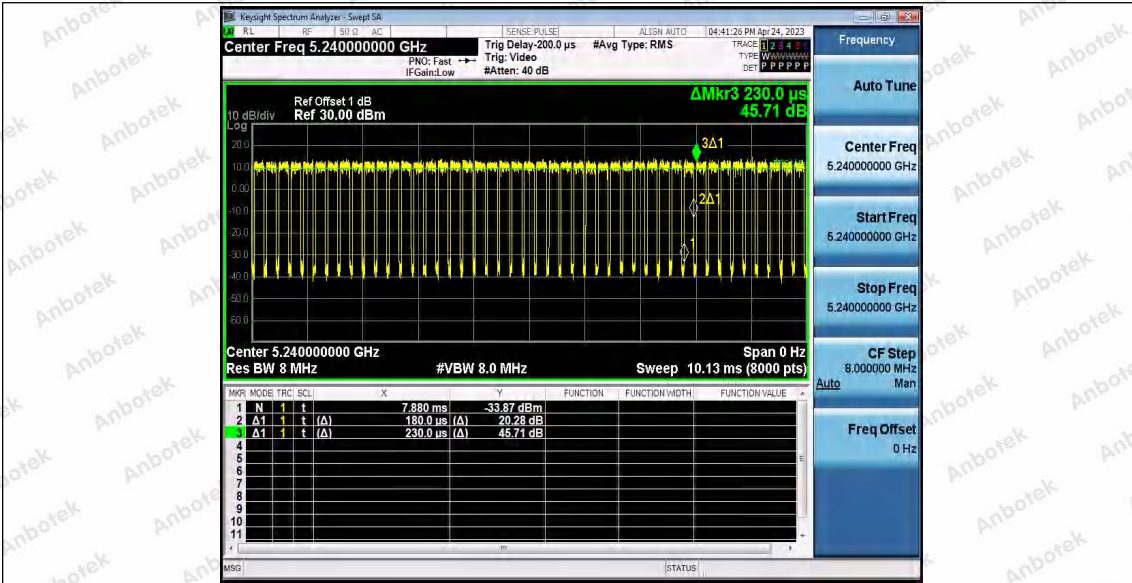 Keysight Spectrum Analyzer - Swept SA
RL RF 50 Ω AC SENSE:PULSE ALIGN AUTO 04:41:26 PM Apr 24, 2023
Center Freq 5.240000000 GHz
PNO: Fast
IFGain:Low
Trig Delay-200.0 µs
Trig: Video
#Atten: 40 dB
#Avg Type: RMS
TRACE 1 2 3 4 5 6
TYPE W
DET P P P P P P
ΔMkr3 230.0 µs
45.71 dB
Ref Offset 1 dB
10 dB/div Ref 30.00 dBm
Log
20.0
10.0
0.00
-10.0
-20.0
-30.0
-40.0
-50.0
-60.0
3Δ1
2Δ1
1
Center 5.240000000 GHz Span 0 Hz
Res BW 8 MHz #VBW 8.0 MHz Sweep 10.13 ms (8000 pts)
MKR MODE TRC SCL X Y FUNCTION FUNCTION WIDTH FUNCTION VALUE
1 N 1 t 7.880 ms -33.87 dBm
2 Δ1 1 t (Δ) 180.0 µs (Δ) 20.28 dB
3 Δ1 1 t (Δ) 230.0 µs (Δ) 45.71 dB
4
5
6
7
8
9
10
11
MSG STATUS
Frequency
Auto Tune
Center Freq
5.240000000 GHz
Start Freq
5.240000000 GHz
Stop Freq
5.240000000 GHz
CF Step
8.000000 MHz
Auto Man
Freq Offset
0 Hz
Anbotek